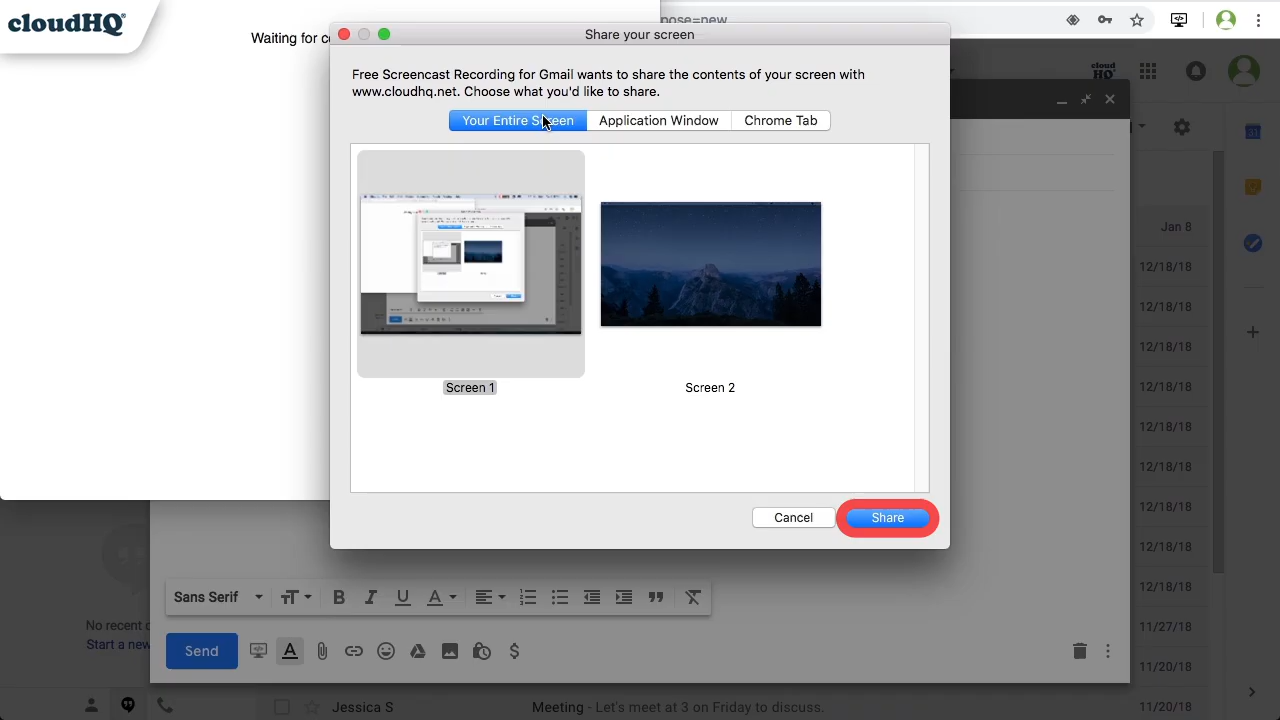 cloudHQ®
pose=new
Waiting for c
Share your screen
Free Screencast Recording for Gmail wants to share the contents of your screen with
www.cloudhq.net. Choose what you'd like to share.
Your Entire Screen
Application Window
Chrome Tab
cloud
HQ
Screen 1
Screen 2
Cancel
Share
Jan 8
12/18/18
12/18/18
12/18/18
12/18/18
12/18/18
12/18/18
12/18/18
12/18/18
12/18/18
11/27/18
11/20/18
11/20/18
31
Sans Serif
No recent c
Start a new
Send
Jessica S
Meeting - Let's meet at 3 on Friday to discuss.